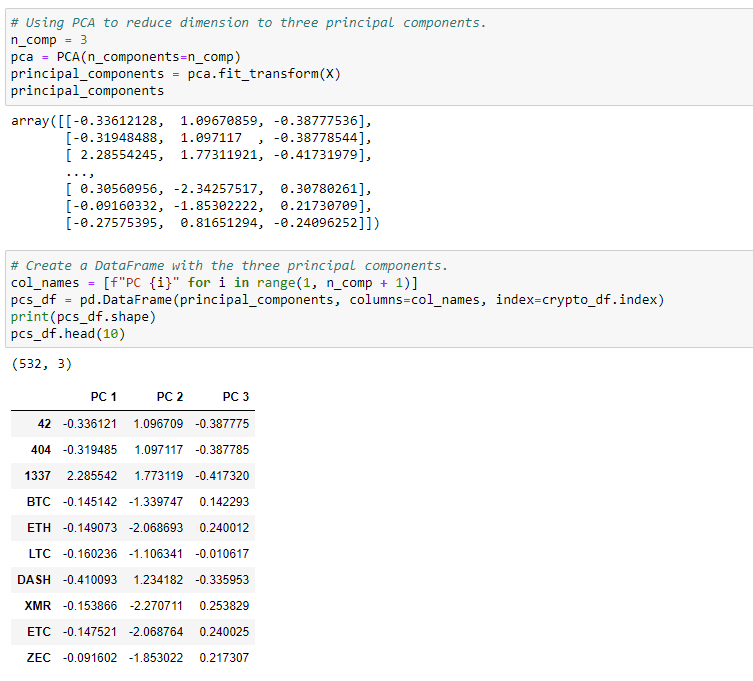 # Using PCA to reduce dimension to three principal components.
n_comp = 3
pca = PCA(n_components=n_comp)
principal_components = pca.fit_transform(X)
principal_components
array([[-0.33612128,  1.09670859, -0.38777536],
       [-0.31948488,  1.097117  , -0.38778544],
       [ 2.28554245,  1.77311921, -0.41731979],
       ...,
       [ 0.30560956, -2.34257517,  0.30780261],
       [-0.09160332, -1.85302222,  0.21730709],
       [-0.27575395,  0.81651294, -0.24096252]])
# Create a DataFrame with the three principal components.
col_names = [f"PC {i}" for i in range(1, n_comp + 1)]
pcs_df = pd.DataFrame(principal_components, columns=col_names, index=crypto_df.index)
print(pcs_df.shape)
pcs_df.head(10)
(532, 3)
PC 1 PC 2 PC 3
42 -0.336121 1.096709 -0.387775
404 -0.319485 1.097117 -0.387785
1337 2.285542 1.773119 -0.417320
BTC -0.145142 -1.339747 0.142293
ETH -0.149073 -2.068693 0.240012
LTC -0.160236 -1.106341 -0.010617
DASH -0.410093 1.234182 -0.335953
XMR -0.153866 -2.270711 0.253829
ETC -0.147521 -2.068764 0.240025
ZEC -0.091602 -1.853022 0.217307